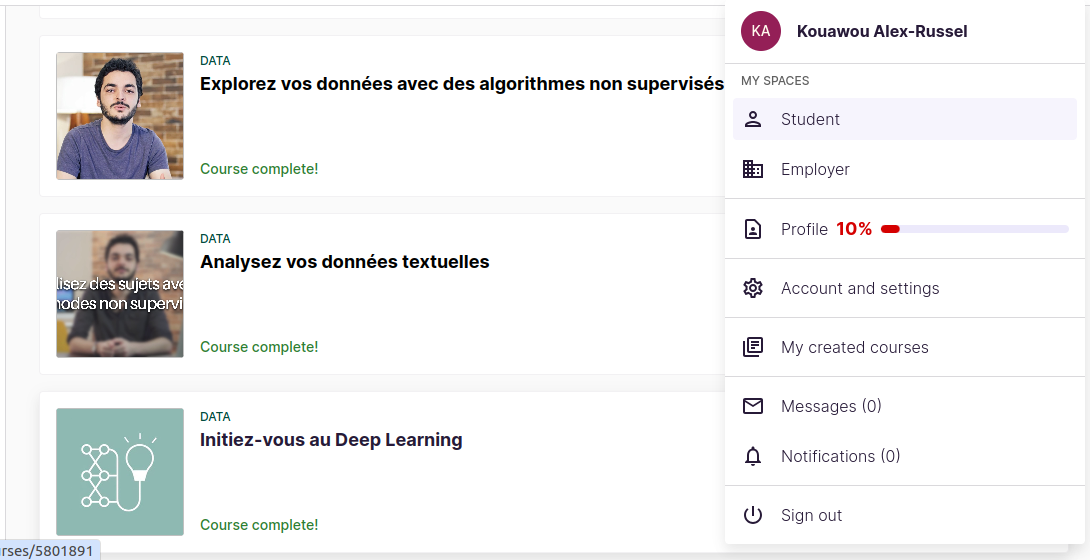 DATA
Explorez vos données avec des algorithmes non supervisés
Course complete!
DATA
Analysez vos données textuelles
lisez des sujets ave
nodes non supervi
Course complete!
DATA
Initiez-vous au Deep Learning
Course complete!
rses/5801891
KA
Kouawou Alex-Russel
MY SPACES
Student
Employer
Profile 10%
Account and settings
My created courses
Messages (0)
Notifications (0)
Sign out